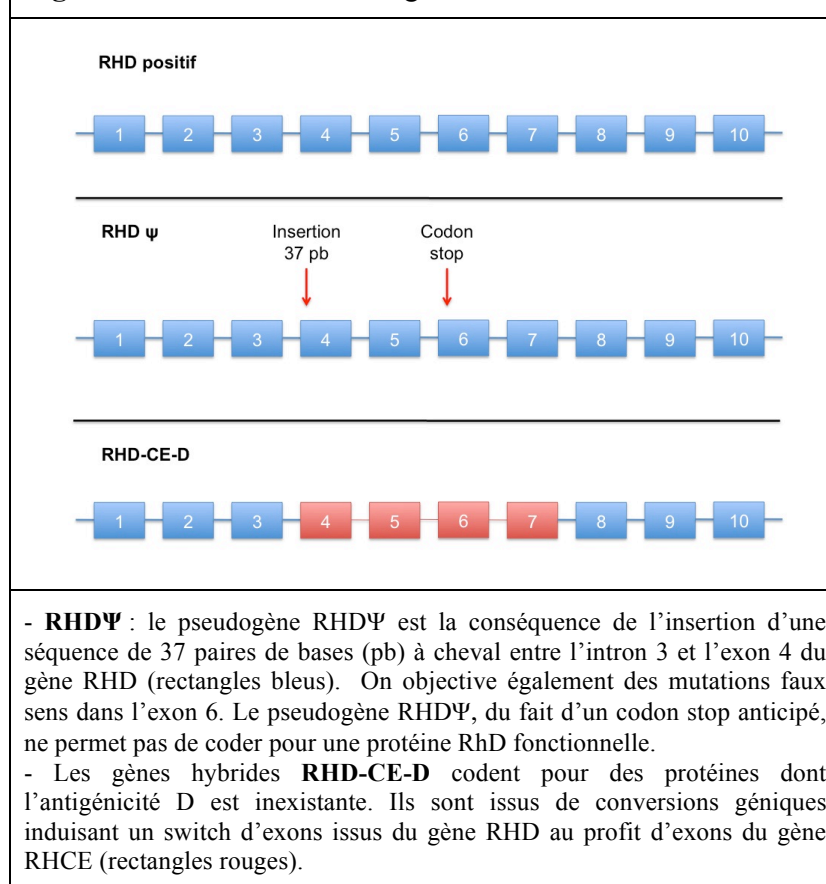 RHD positif
1 2 3 4 5 6 7 8 9 10
RHD ψ
Insertion
37 pb
Codon
stop
1 2 3 4 5 6 7 8 9 10
RHD-CE-D
1 2 3 4 5 6 7 8 9 10
- RHDΨ : le pseudogène RHDΨ est la conséquence de l’insertion d’une
séquence de 37 paires de bases (pb) à cheval entre l’intron 3 et l’exon 4 du
gène RHD (rectangles bleus). On objective également des mutations faux
sens dans l’exon 6. Le pseudogène RHDΨ, du fait d’un codon stop anticipé,
ne permet pas de coder pour une protéine RhD fonctionnelle.
- Les gènes hybrides RHD-CE-D codent pour des protéines dont
l’antigénicité D est inexistante. Ils sont issus de conversions géniques
induisant un switch d’exons issus du gène RHD au profit d’exons du gène
RHCE (rectangles rouges).